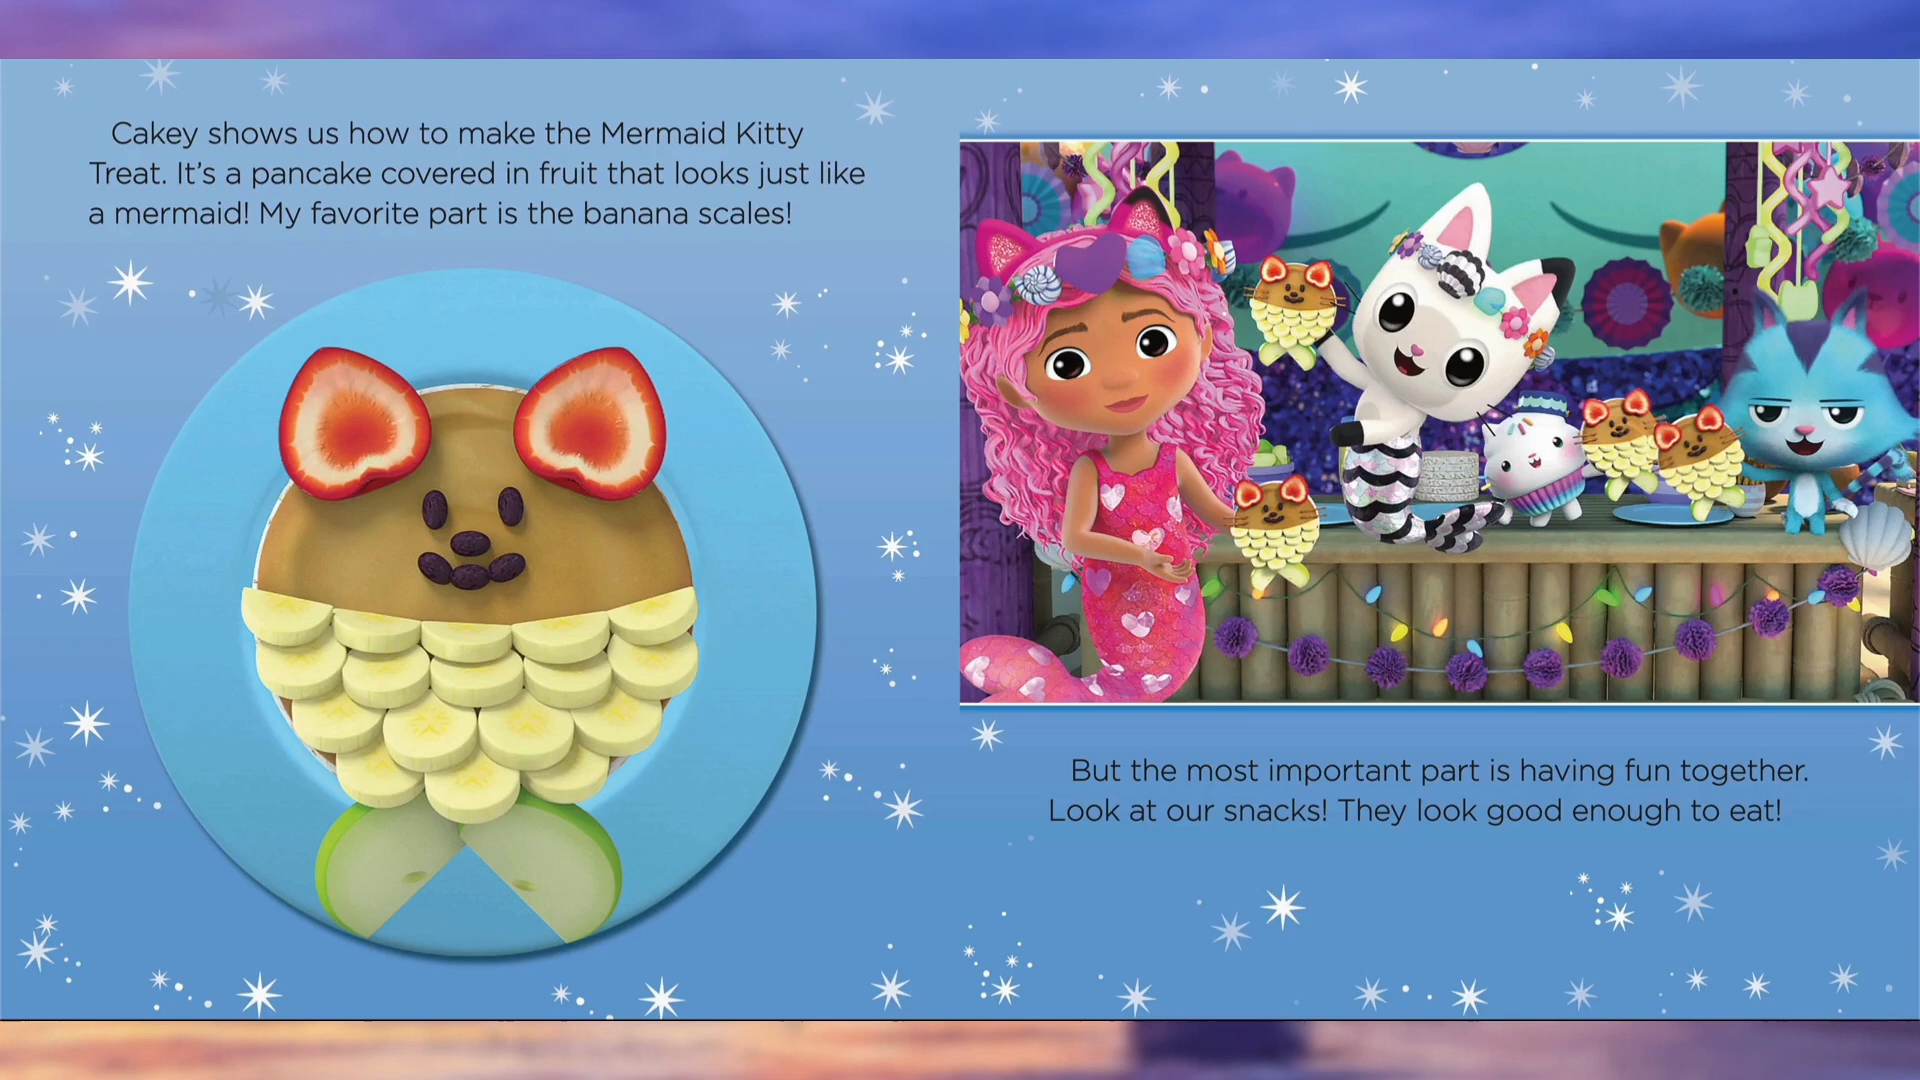 Cakey shows us how to make the Mermaid Kitty
Treat. It’s a pancake covered in fruit that looks just like
a mermaid! My favorite part is the banana scales!
But the most important part is having fun together.
Look at our snacks! They look good enough to eat!